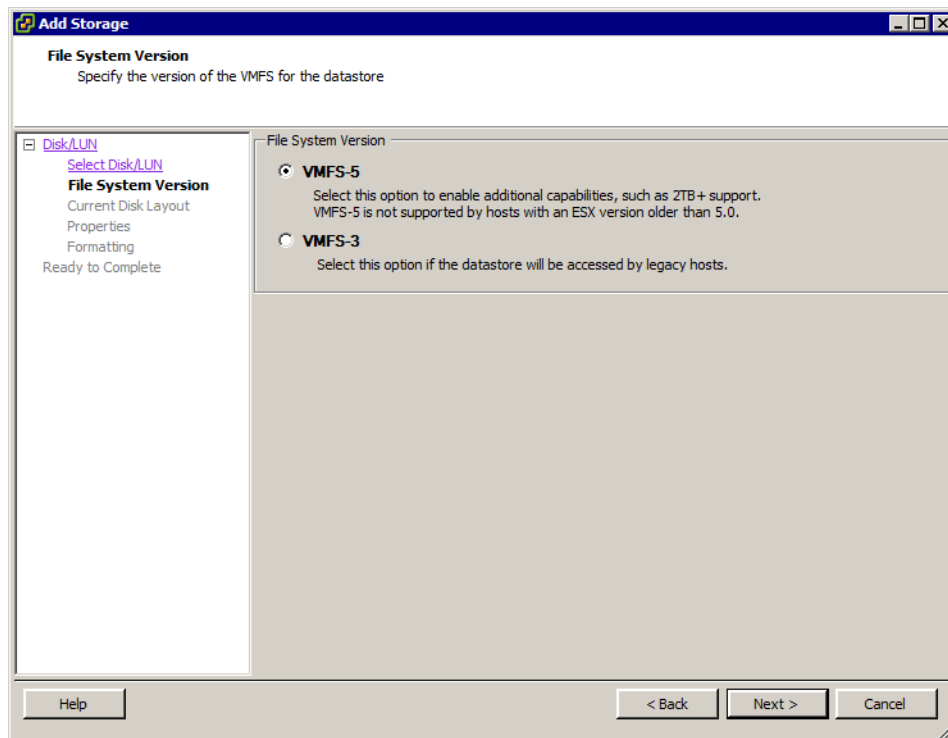 Add Storage
File System Version
Specify the version of the VMFS for the datastore
Disk/LUN
Select Disk/LUN
File System Version
Current Disk Layout
Properties
Formatting
Ready to Complete
File System Version
VMFS-5
Select this option to enable additional capabilities, such as 2TB+ support.
VMFS-5 is not supported by hosts with an ESX version older than 5.0.
VMFS-3
Select this option if the datastore will be accessed by legacy hosts.
Help
< Back
Next >
Cancel